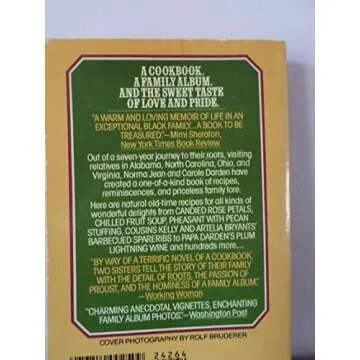 A COOKBOOK.
A FAMILY ALBUM.
AND THE SWEET TASTE
OF LOVE AND PRIDE.
"A WARM AND LOVING MEMOIR OF LIFE IN AN
EXCEPTIONAL BLACK FAMILY...A BOOK TO BE
TREASURED."—Mimi Sheraton,
New York Times Book Review
Out of a seven-year journey to their roots, visiting
relatives in Alabama, North Carolina, Ohio, and
Virginia, Norma Jean and Carole Darden have
created a one-of-a-kind book of recipes,
reminiscences, and priceless family lore.
Here are natural old-time recipes for all kinds of
wonderful delights from CANDIED ROSE PETALS,
CHILLED FRUIT SOUP, PHEASANT WITH PECAN
STUFFING, COUSINS KELLY and ARTELIA BRYANTS'
BARBECUED SPARERIBS to PAPA DARDEN'S PLUM
LIGHTNING WINE and hundreds more....
"BY WAY OF A TERRIFIC NOVEL OF A COOKBOOK,
TWO SISTERS TELL THE STORY OF THEIR FAMILY
WITH THE DETAIL OF ROOTS, THE PASSION OF
PROUST, AND THE HOMINESS OF A FAMILY ALBUM."
—Working Woman
"CHARMING ANECDOTAL VIGNETTES, ENCHANTING
FAMILY ALBUM PHOTOS."—Washington Post
COVER PHOTOGRAPHY BY ROLF BRUDERER
24264